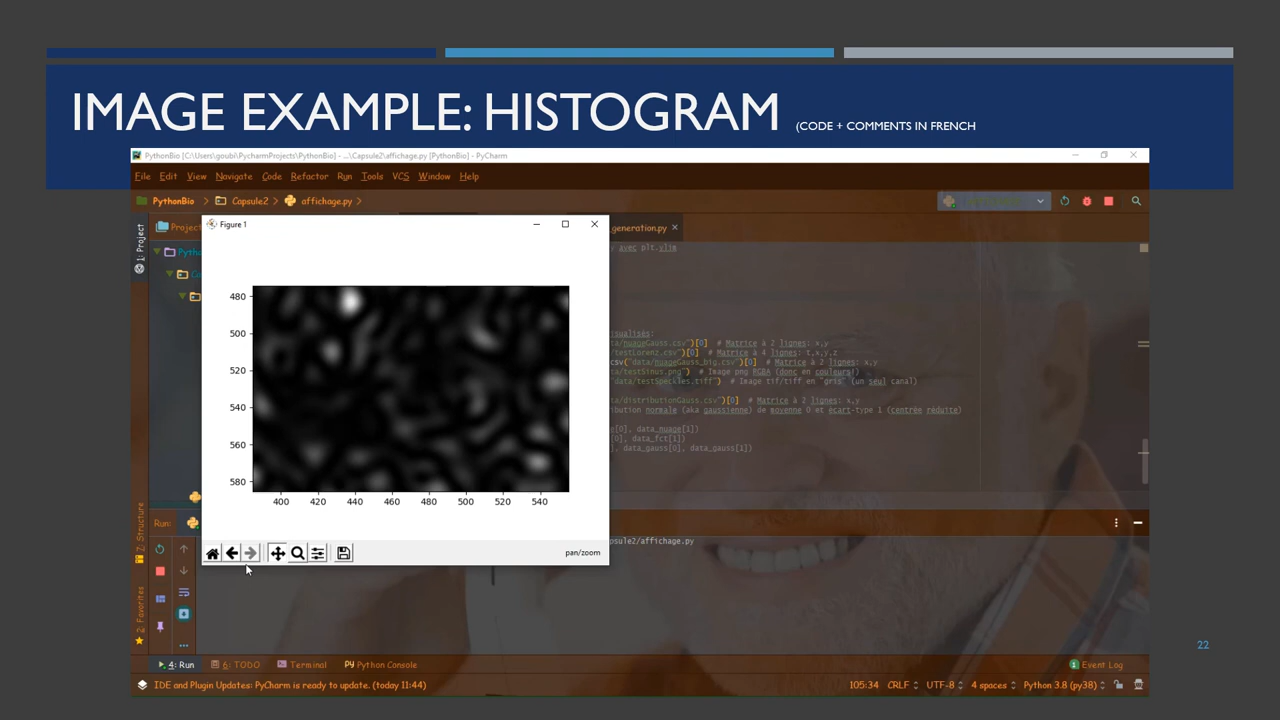 IMAGE EXAMPLE: HISTOGRAM (CODE + COMMENTS IN FRENCH
PythonBio [C:\Users\goubi\PycharmProjects\PythonBio] - ...\Capsule2\affichage.py [PythonBio] - PyCharm
File Edit View Navigate Code Refactor Run Tools VCS Window Help
PythonBio Capsule2 affichage.py
1: Project
Project
_generation.py
Figure 1
avec plt.xlim
480
500
520
540
560
580
400 420 440 460 480 500 520 540
isualisés:
data/nuageGauss.csv")[0] # Matrice à 2 lignes: x,y
/testLorenz.csv")[0] # Matrice à 4 lignes: t,x,y,z
csv("data/nuageGauss_big.csv")[0] # Matrice à 2 lignes: x,y
ta/testSinus.png") # Image png RGBA (donc en couleurs!)
"data/testSpeckles.tiff") # Image tif/tiff en "gris" (un seul canal)
ta/distributionGauss.csv")[0] # Matrice à 2 lignes: x,y
ibution normale (aka gaussienne) de moyenne 0 et écart-type 1 (centrée réduite)
e[0], data_nuage[1])
[0], data_fct[1])
], data_gauss[0], data_gauss[1])
pan/zoom
Run:
psule2/affichage.py
Z: Structure
2: Favorites
22
4: Run 6: TODO Terminal Python Console 1 Event Log
IDE and Plugin Updates: PyCharm is ready to update. (today 11:44) 105:34 CRLF UTF-8 4 spaces Python 3.8 (py38)